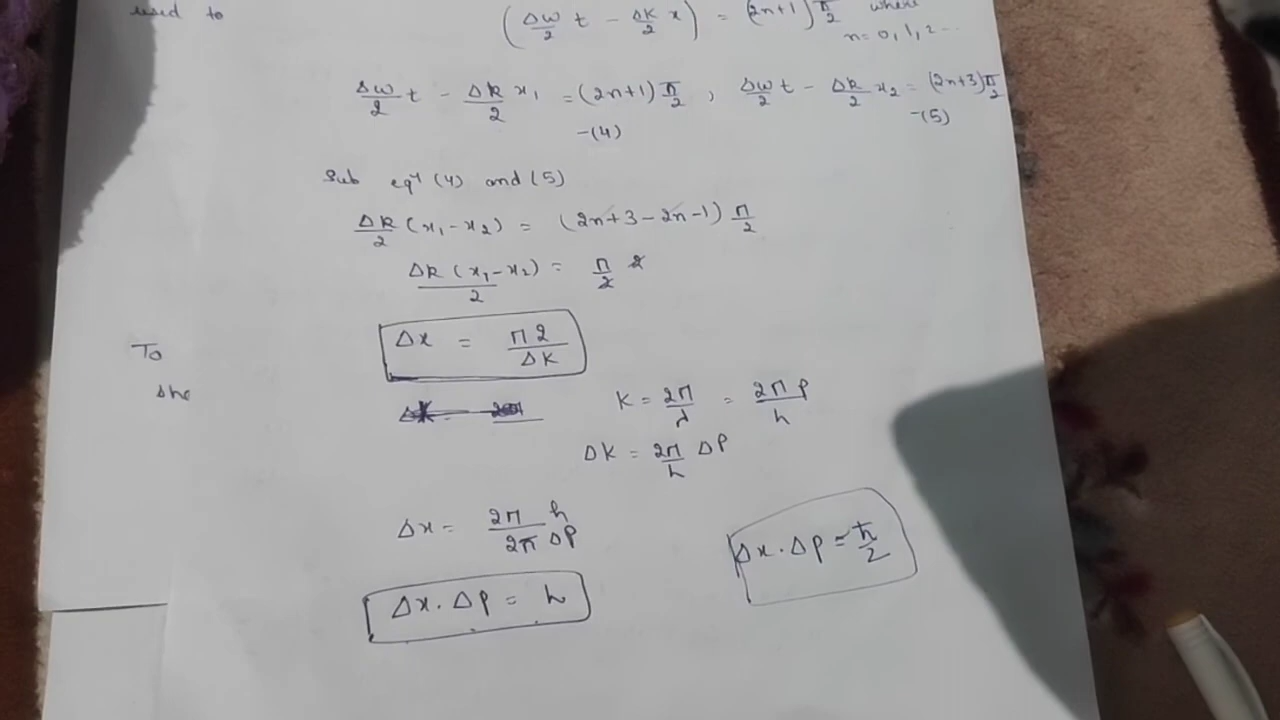 used to (Δω/2 t - ΔK/2 x) = (2n+1) π/2 where
n = 0, 1, 2 ...
Δω/2 t - ΔK/2 x₁ = (2n+1) π/2 , Δω/2 t - ΔK/2 x₂ = (2n+3) π/2
-(4) -(5)
Sub eqⁿ (4) and (5)
ΔK/2 (x₁-x₂) = (2n+3-2n-1) π/2
ΔK (x₁-x₂)/2 = π/2 2
Δx = π2/ΔK
To
she
K = 2π/λ = 2πp/h
ΔK = 2π/h ΔP
Δx = 2π h/2π ΔP
Δx · ΔP = ħ/2
Δx · ΔP = h